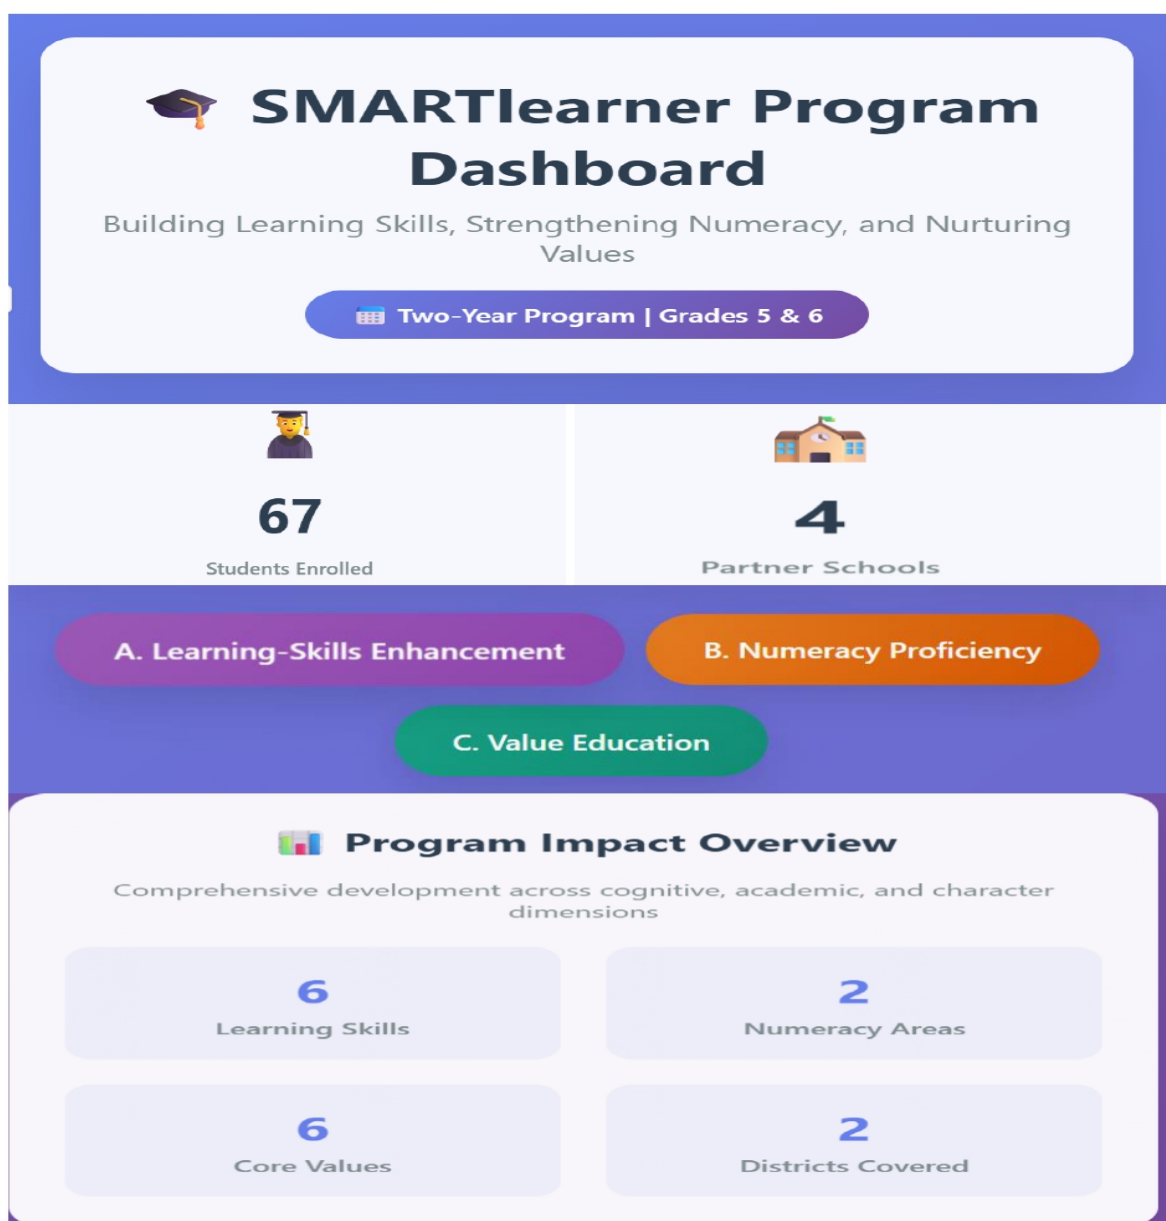 SMARTlearner Program
Dashboard
Building Learning Skills, Strengthening Numeracy, and Nurturing
Values
Two-Year Program | Grades 5 & 6
67
Students Enrolled
4
Partner Schools
A. Learning-Skills Enhancement
B. Numeracy Proficiency
C. Value Education
Program Impact Overview
Comprehensive development across cognitive, academic, and character
dimensions
6
Learning Skills
2
Numeracy Areas
6
Core Values
2
Districts Covered